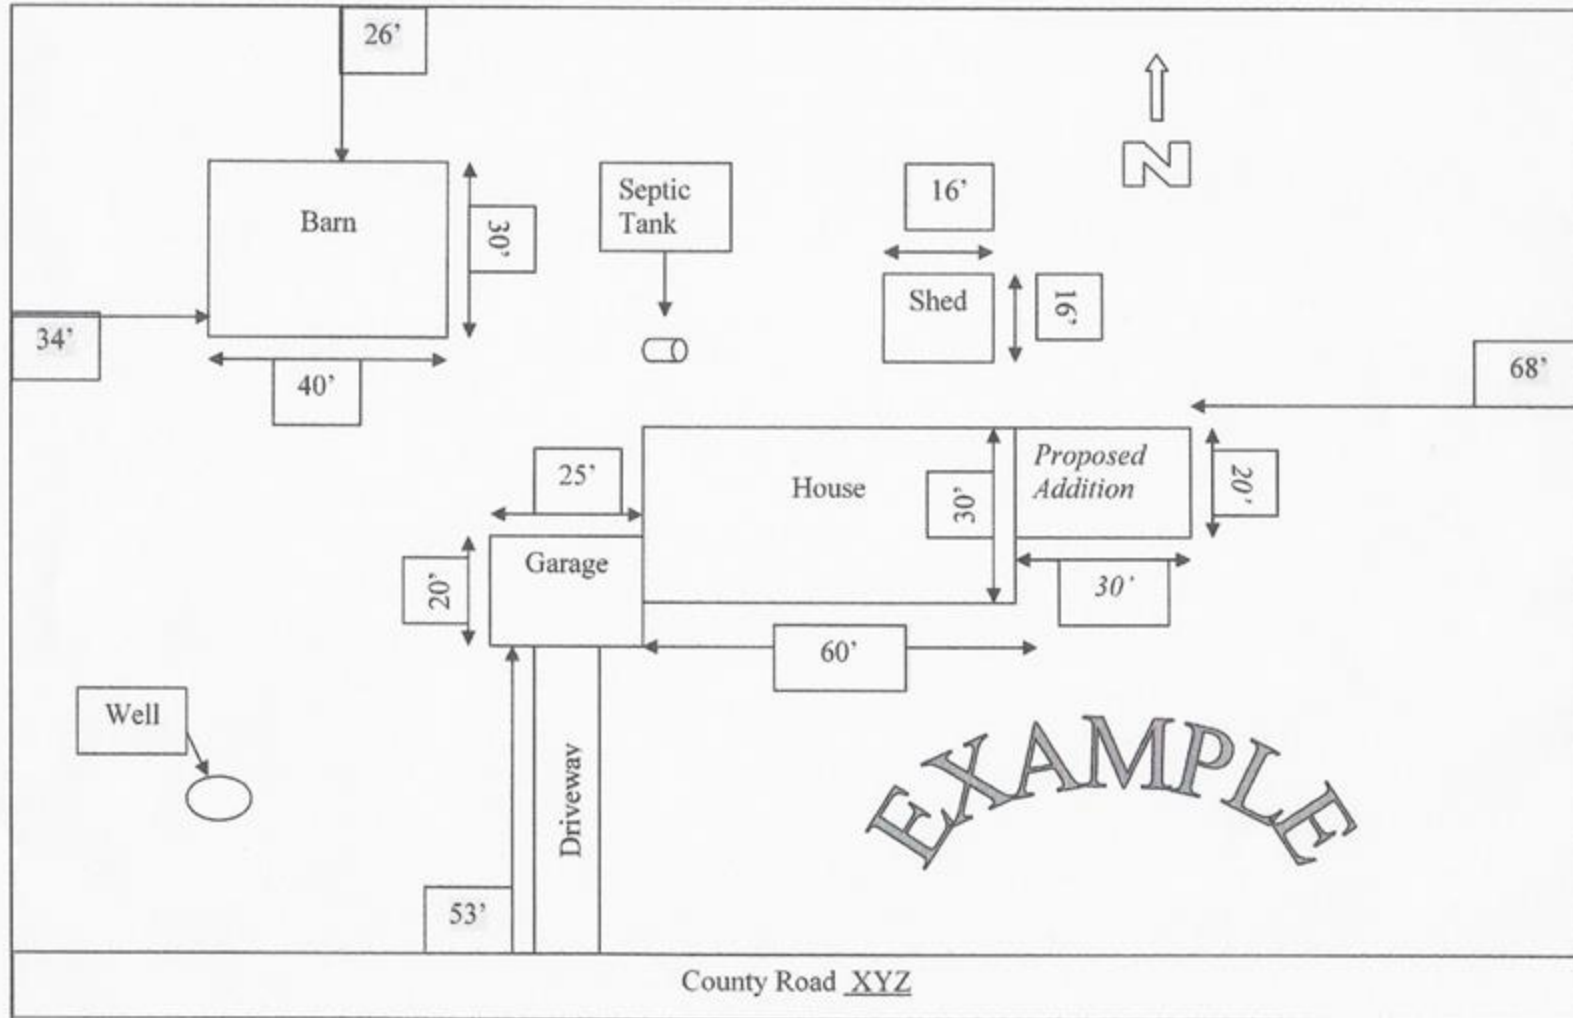 26’
N
Septic
Tank
16’
Barn
30’
Shed
16’
34’
40’
68’
25’
House
30’
Proposed
Addition
20’
Garage
20’
30’
60’
Well
EXAMPLE
Driveway
53’
County Road XYZ